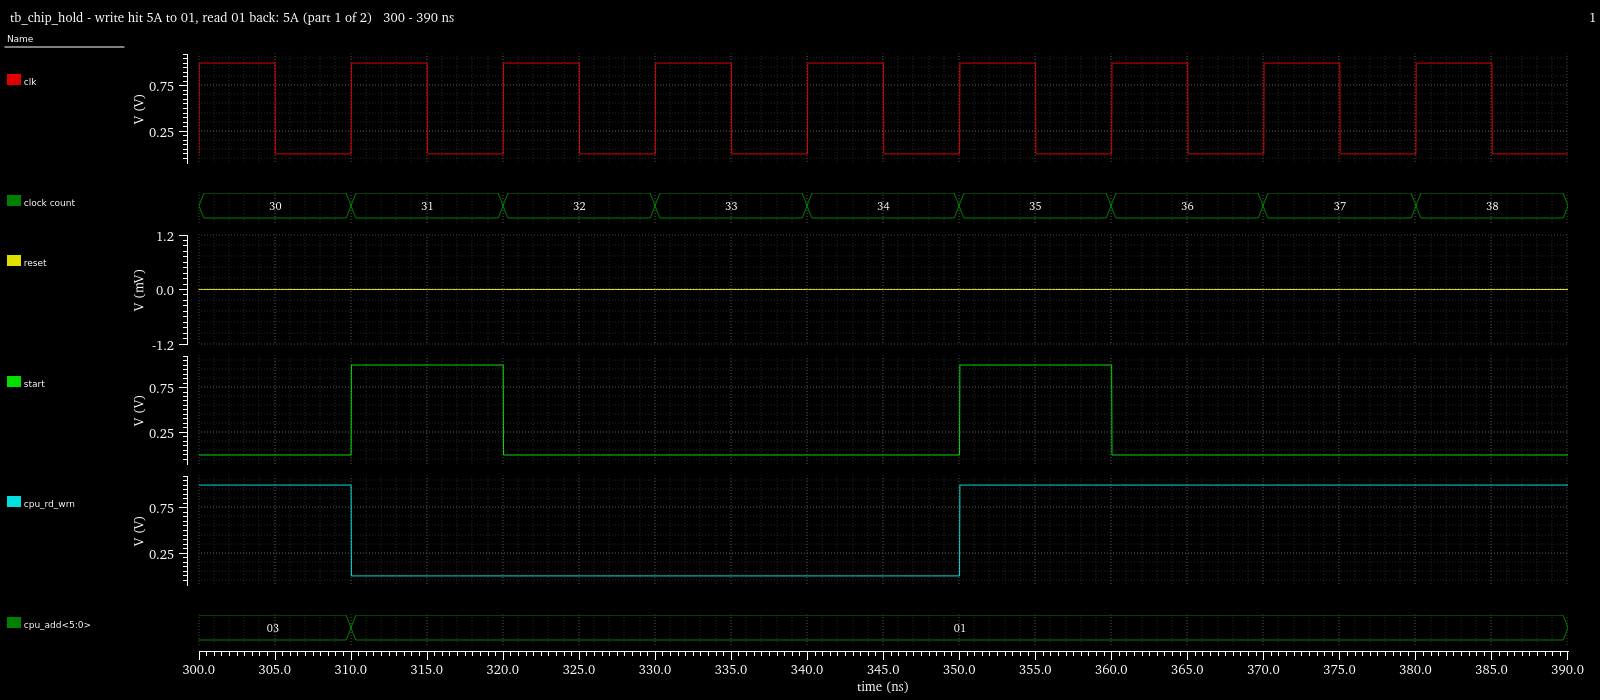 tb_chip_hold - write hit 5A to 01, read 01 back: 5A (part 1 of 2)   300 - 390 ns
1
Name
clk
V (V)
0.75
0.25
clock count
30 31 32 33 34 35 36 37 38
reset
V (mV)
1.2
0.0
-1.2
start
V (V)
0.75
0.25
cpu_rd_wrn
V (V)
0.75
0.25
cpu_add<5:0>
03 01
300.0 305.0 310.0 315.0 320.0 325.0 330.0 335.0 340.0 345.0 350.0 355.0 360.0 365.0 370.0 375.0 380.0 385.0 390.0
time (ns)